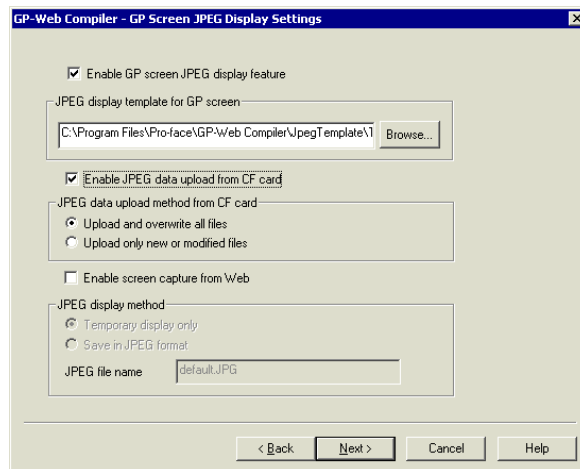 GP-Web Compiler - GP Screen JPEG Display Settings
Enable GP screen JPEG display feature
JPEG display template for GP screen
C:\Program Files\Pro-face\GP-Web Compiler\JpegTemplate\
Browse...
Enable JPEG data upload from CF card
JPEG data upload method from CF card
Upload and overwrite all files
Upload only new or modified files
Enable screen capture from Web
JPEG display method
Temporary display only
Save in JPEG format
JPEG file name
default.JPG
< Back
Next >
Cancel
Help